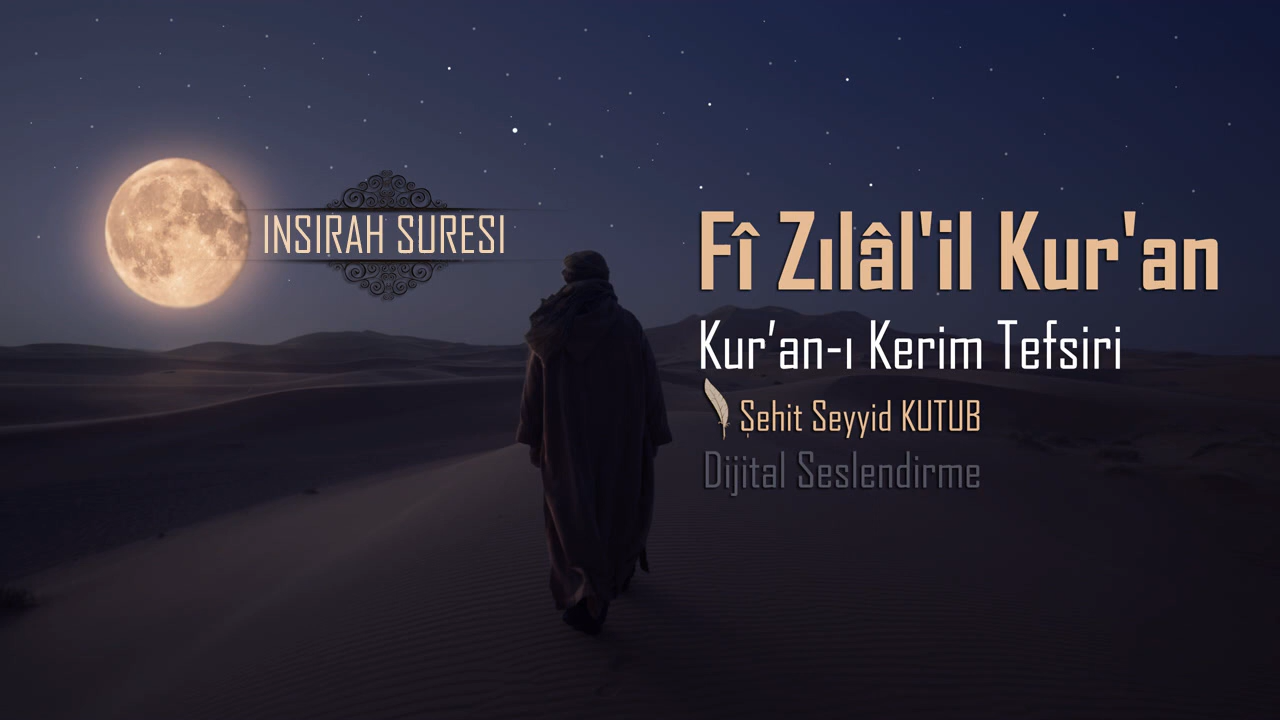 INSIRAH SURESI
Fî Zılâl'il Kur'an
Kur’an-ı Kerim Tefsiri
Şehit Seyyid KUTUB
Dijital Seslendirme